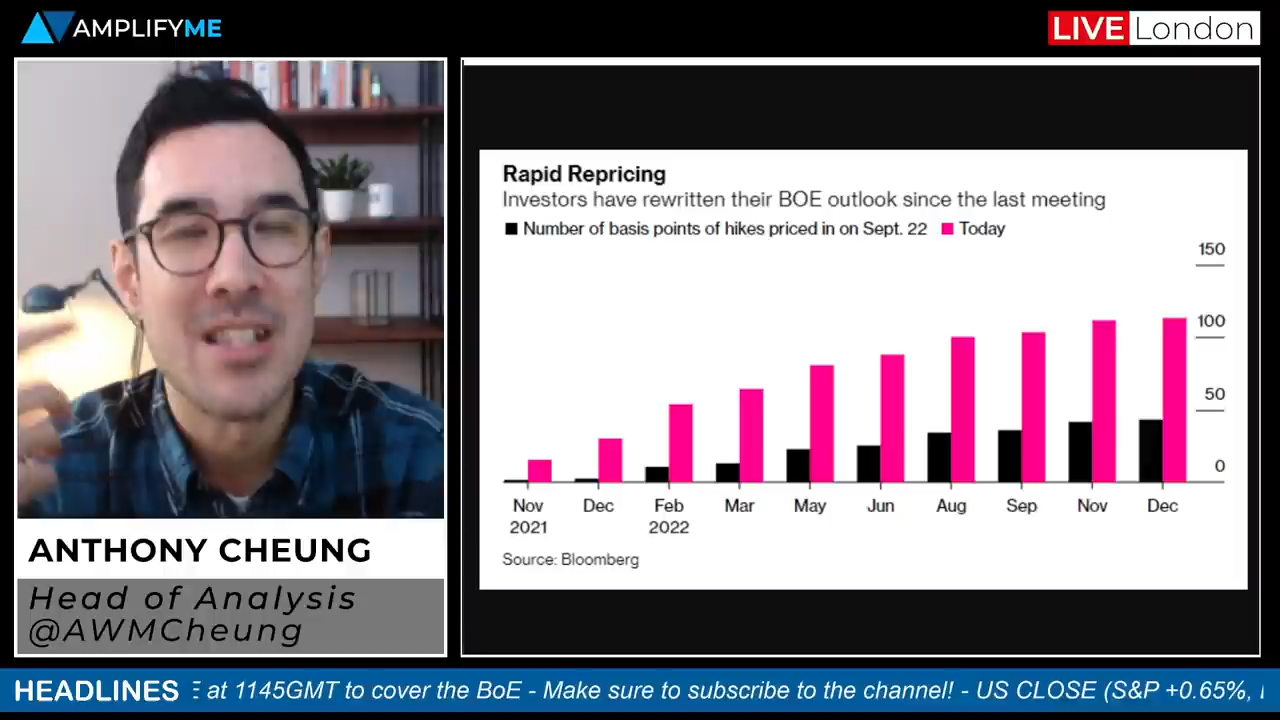 AMPLIFYME
LIVE London
Rapid Repricing
Investors have rewritten their BOE outlook since the last meeting
Number of basis points of hikes priced in on Sept. 22 Today
150
100
50
0
Nov Dec Feb Mar May Jun Aug Sep Nov Dec
2021 2022
Source: Bloomberg
ANTHONY CHEUNG
Head of Analysis
@AWMCheung
HEADLINES at 1145GMT to cover the BoE - Make sure to subscribe to the channel! - US CLOSE (S&P +0.65%,